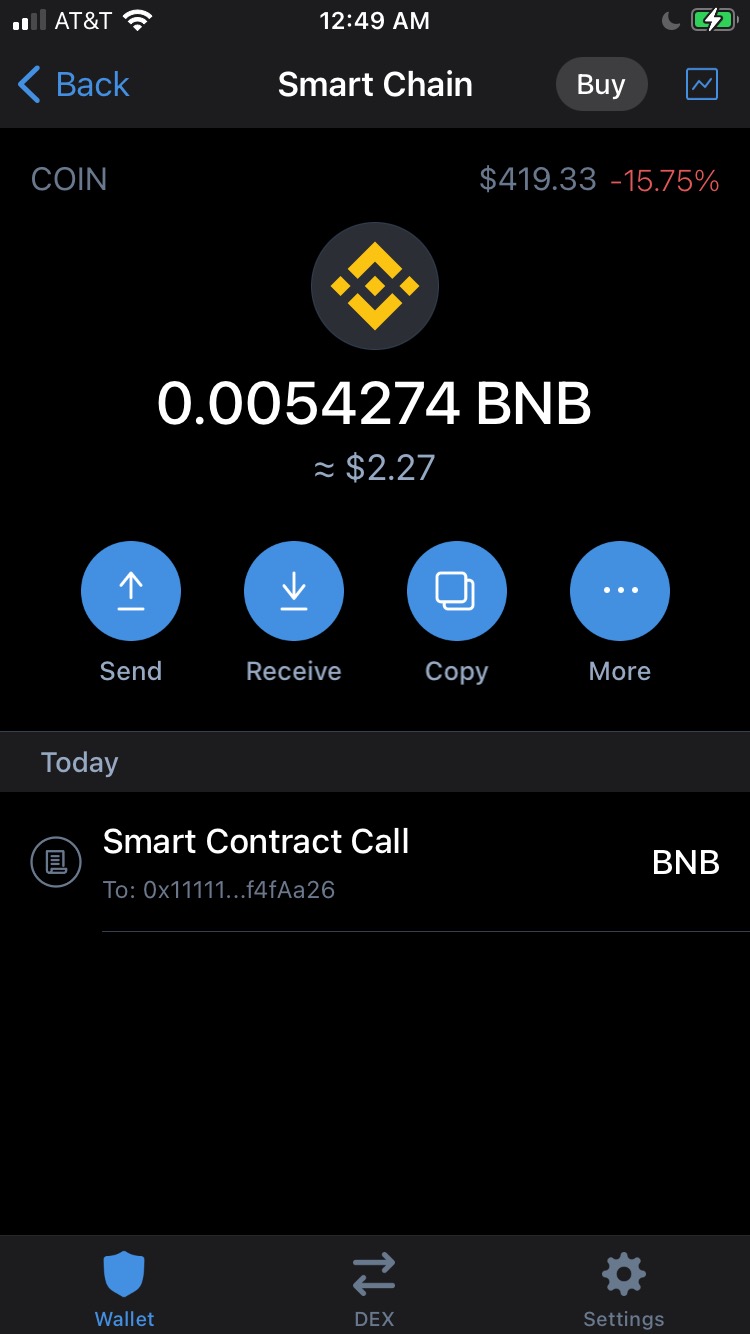 AT&T 12:49 AM
Back Smart Chain Buy
COIN $419.33 -15.75%
0.0054274 BNB
≈ $2.27
Send Receive Copy More
Today
Smart Contract Call
BNB
To: 0x11111...f4fAa26
Wallet DEX Settings